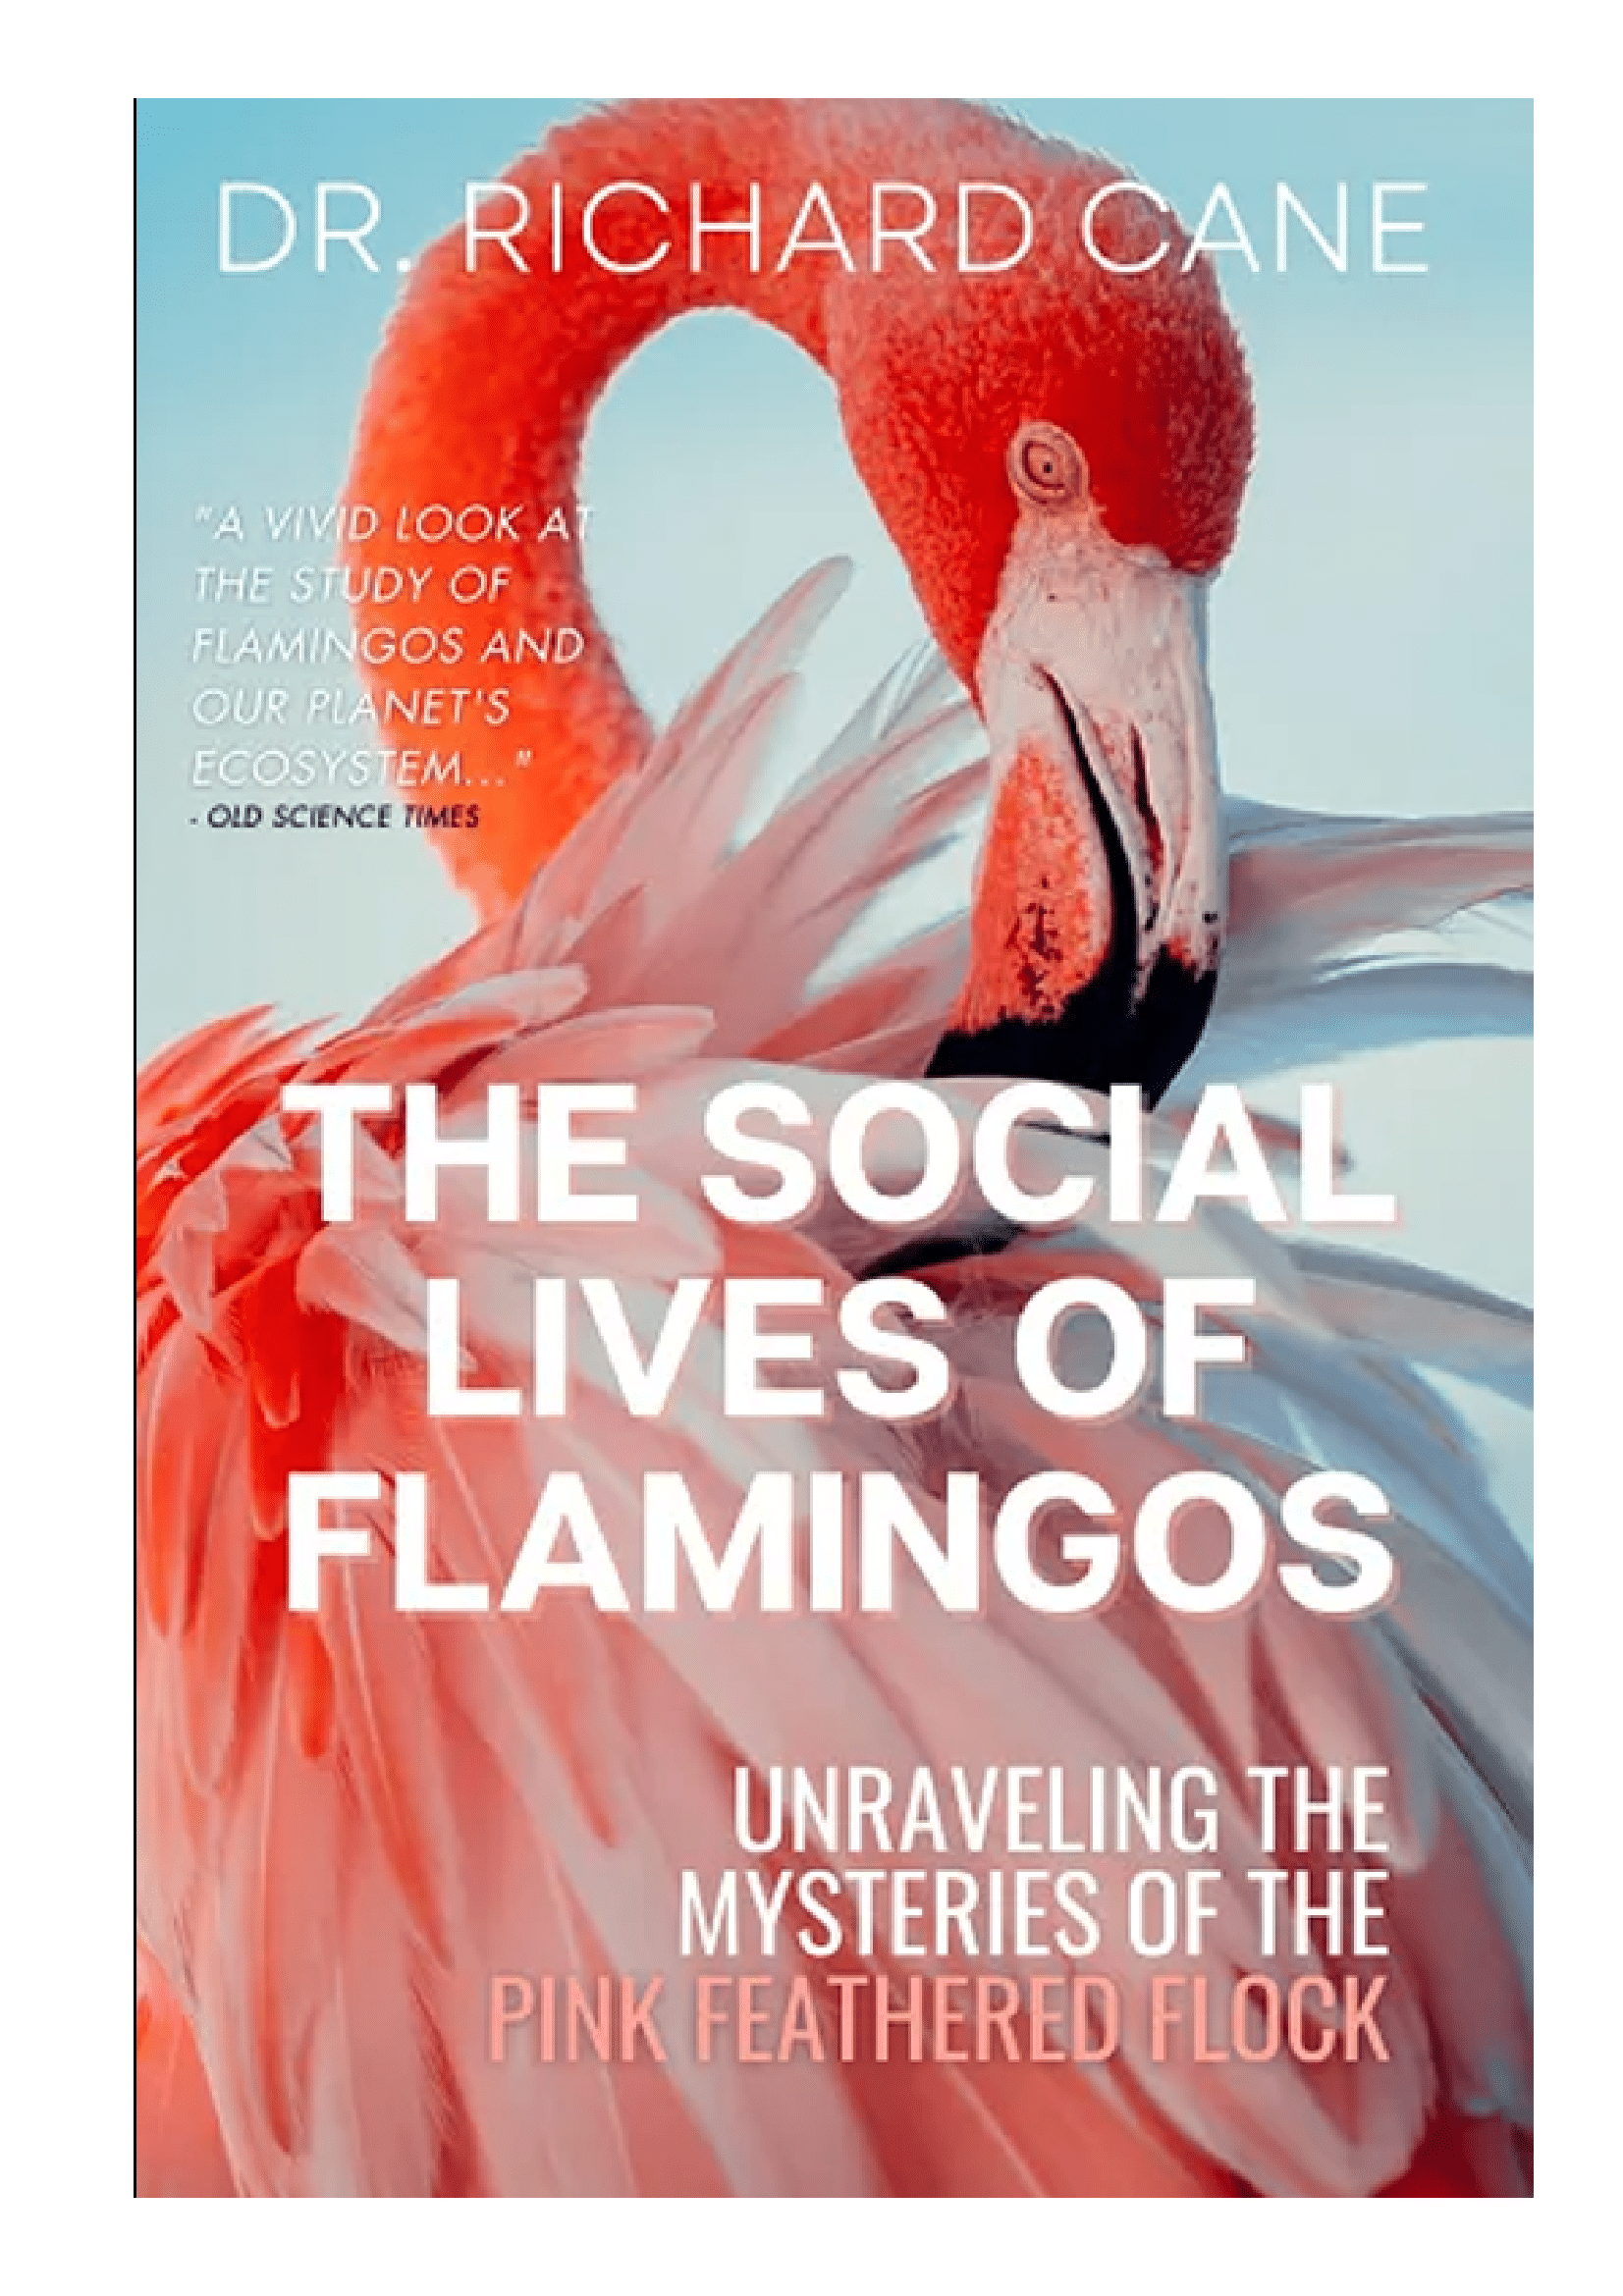 DR. RICHARD CANE
"A VIVID LOOK AT
THE STUDY OF
FLAMINGOS AND
OUR PLANET'S
ECOSYSTEM..."
- OLD SCIENCE TIMES
THE SOCIAL
LIVES OF
FLAMINGOS
UNRAVELING THE
MYSTERIES OF THE
PINK FEATHERED FLOCK